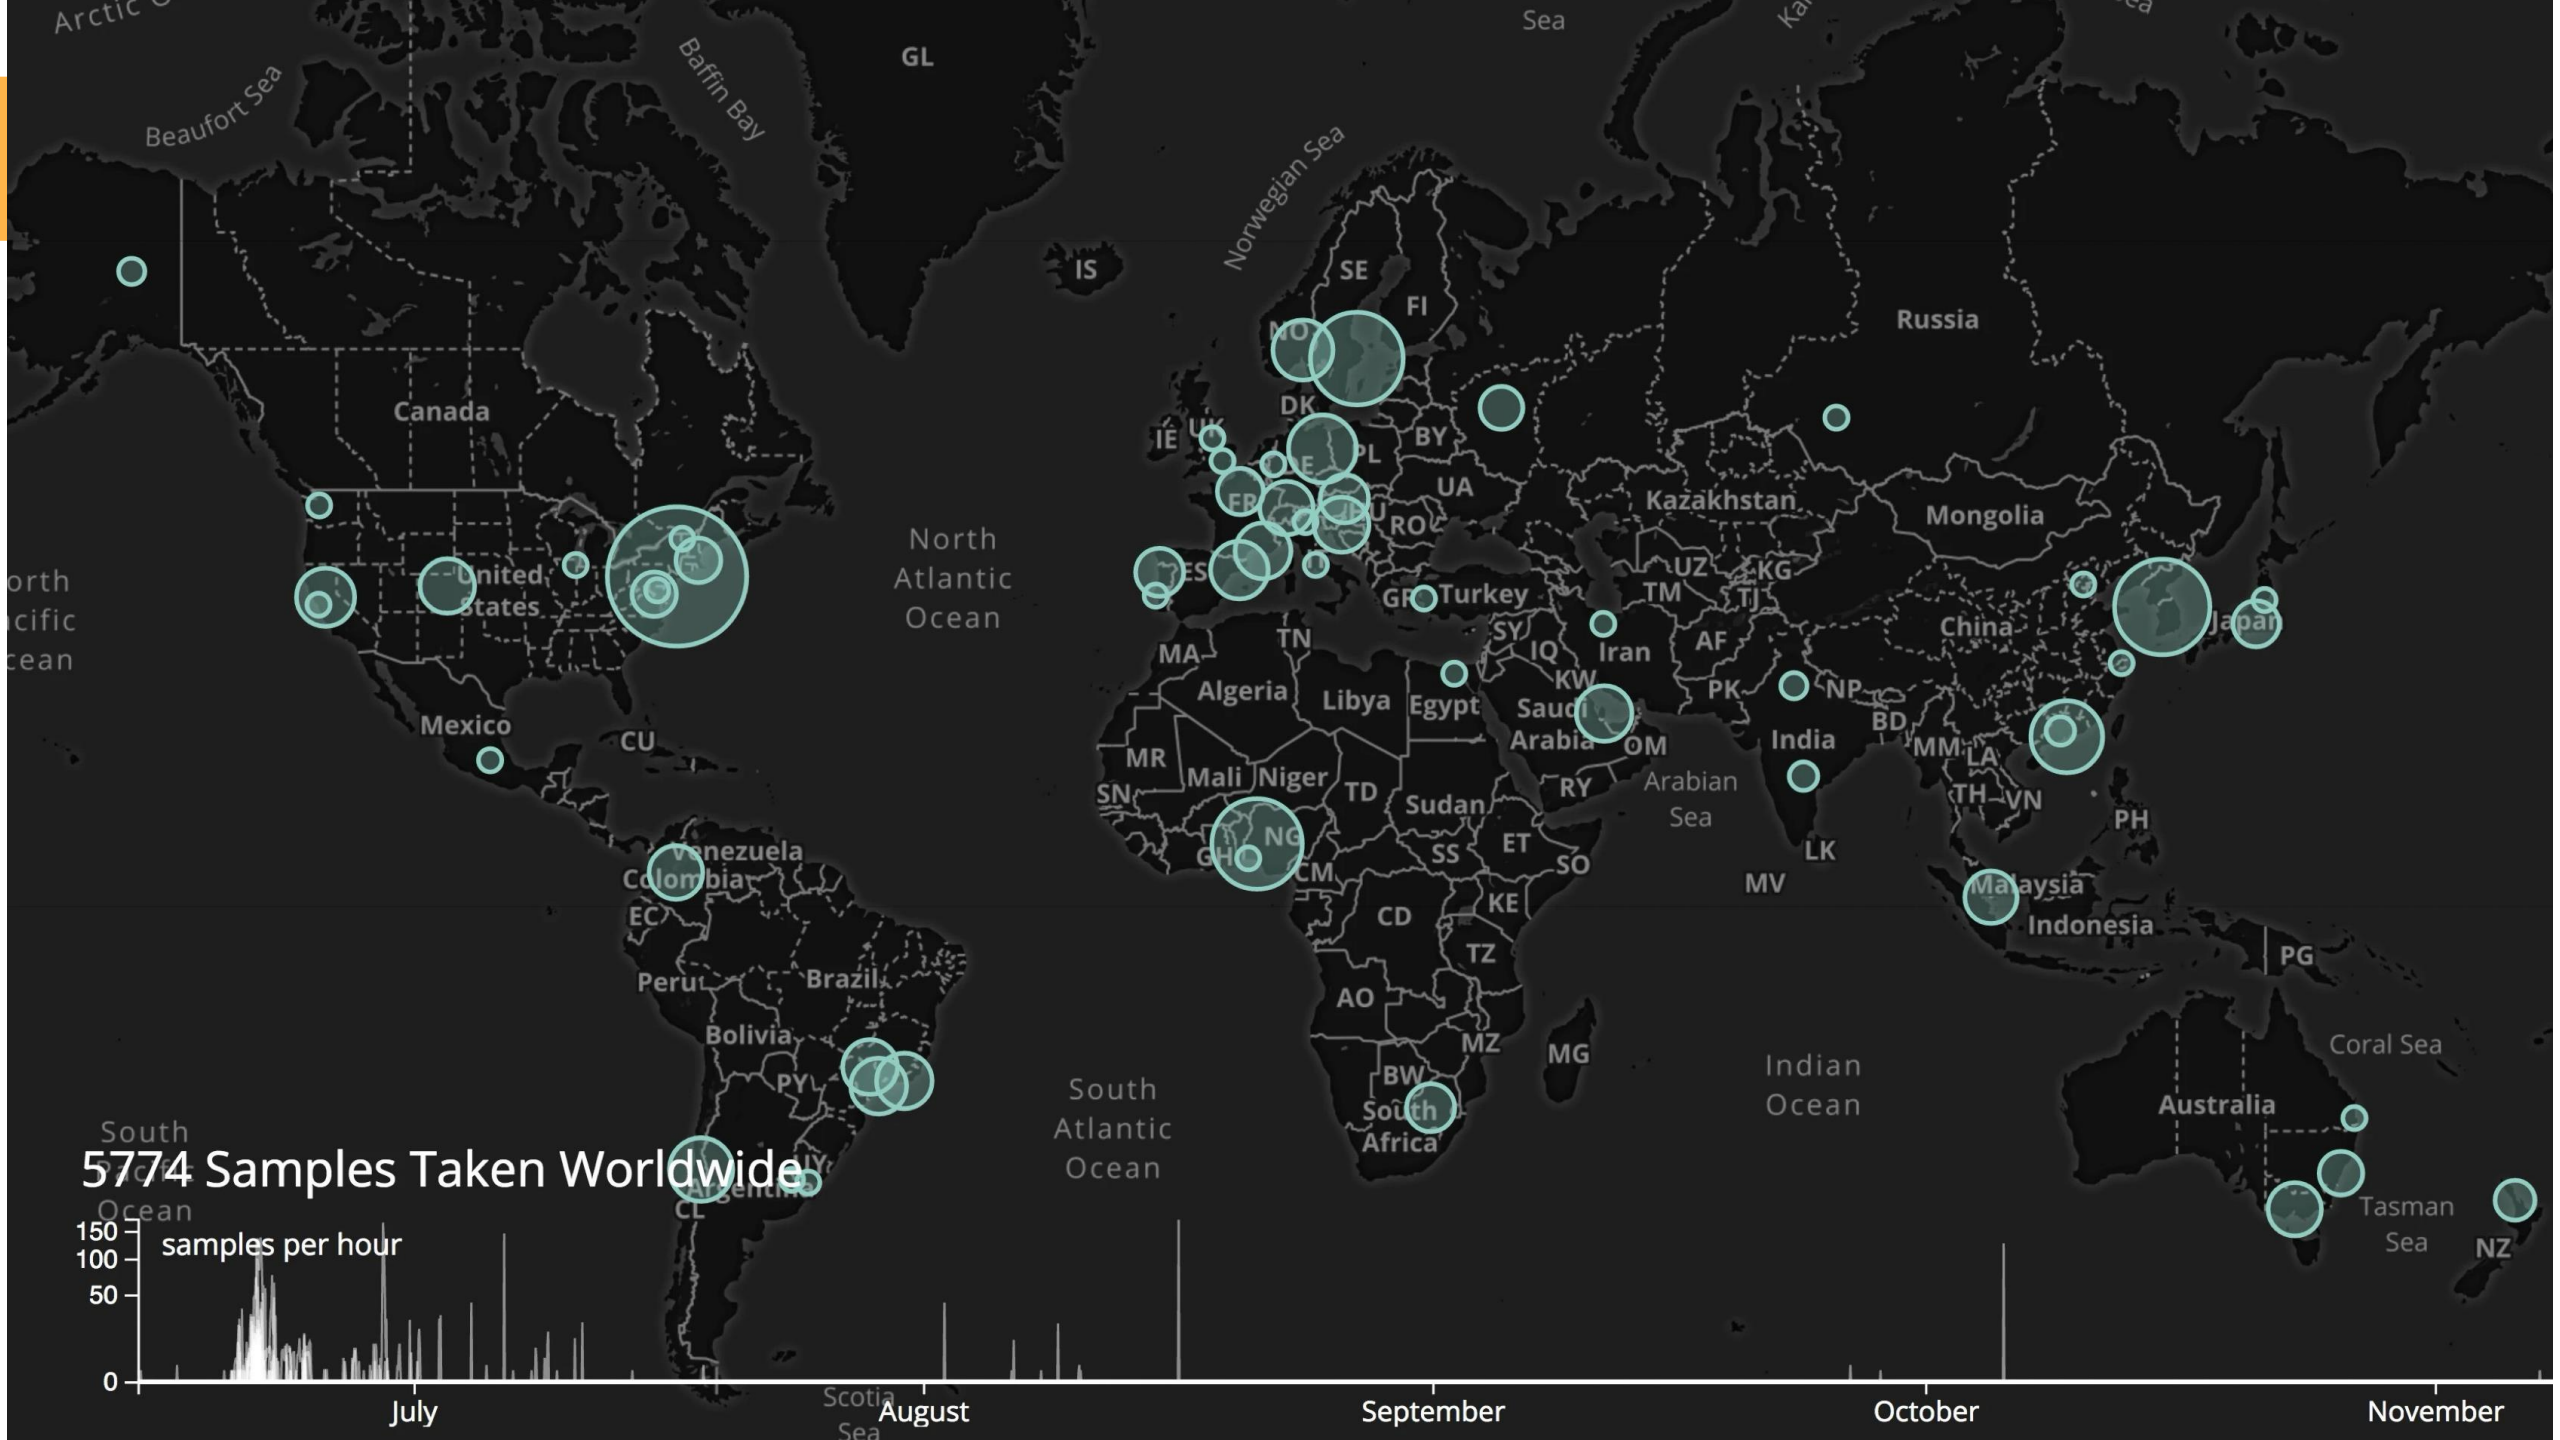 Arctic
Sea
Beaufort Sea
Baffin Bay
GL
Norwegian Sea
IS
SE
FI
NO
Russia
Canada
DK
IE
UK
BY
DE
PL
UA
Kazakhstan
FR
Mongolia
RO
North
Atlantic
Ocean
United
States
ES
IT
UZ
KG
GR
Turkey
TM
TJ
China
Japan
SY
AF
TN
IQ
Iran
MA
KW
PK
NP
Algeria
Libya
Egypt
Saudi
Arabia
Mexico
CU
BD
India
OM
MM
LA
MR
Mali
Niger
RY
Arabian
Sea
SN
TD
Sudan
TH
VN
PH
NG
GH
ET
Venezuela
SS
LK
SO
CM
Colombia
MV
Malaysia
EC
CD
KE
Indonesia
TZ
PG
Peru
Brazil
AO
Bolivia
MZ
MG
Coral Sea
BW
PY
South
Atlantic
Ocean
Indian
Ocean
Australia
South
Africa
South
Pacific
Ocean
5774 Samples Taken Worldwide
UY
Argentina
CL
Tasman
Sea
NZ
samples per hour
150
100
50
0
Scotia
Sea
July
August
September
October
November